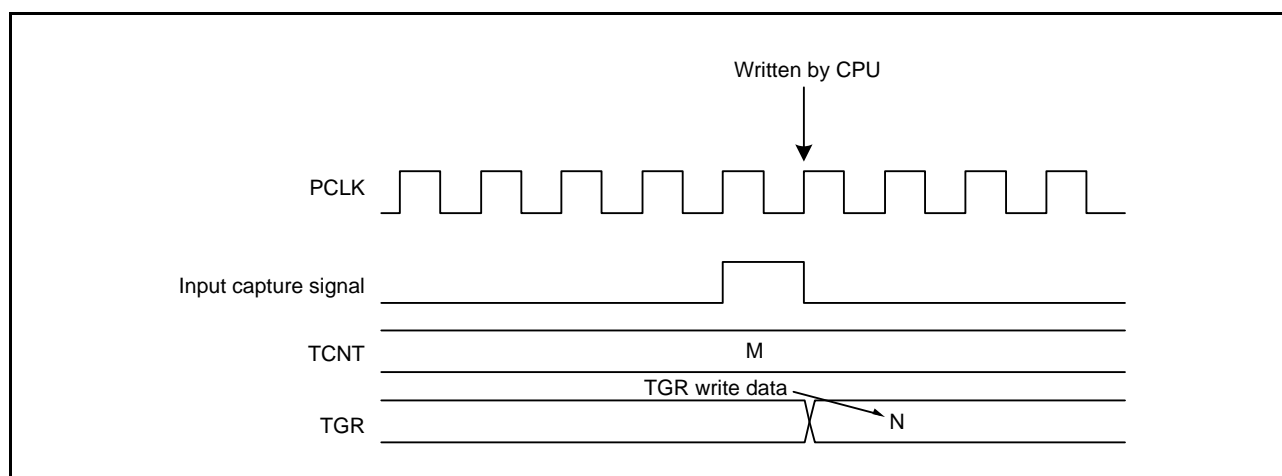 Written by CPU
PCLK
Input capture signal
TCNT
M
TGR write data
TGR
N